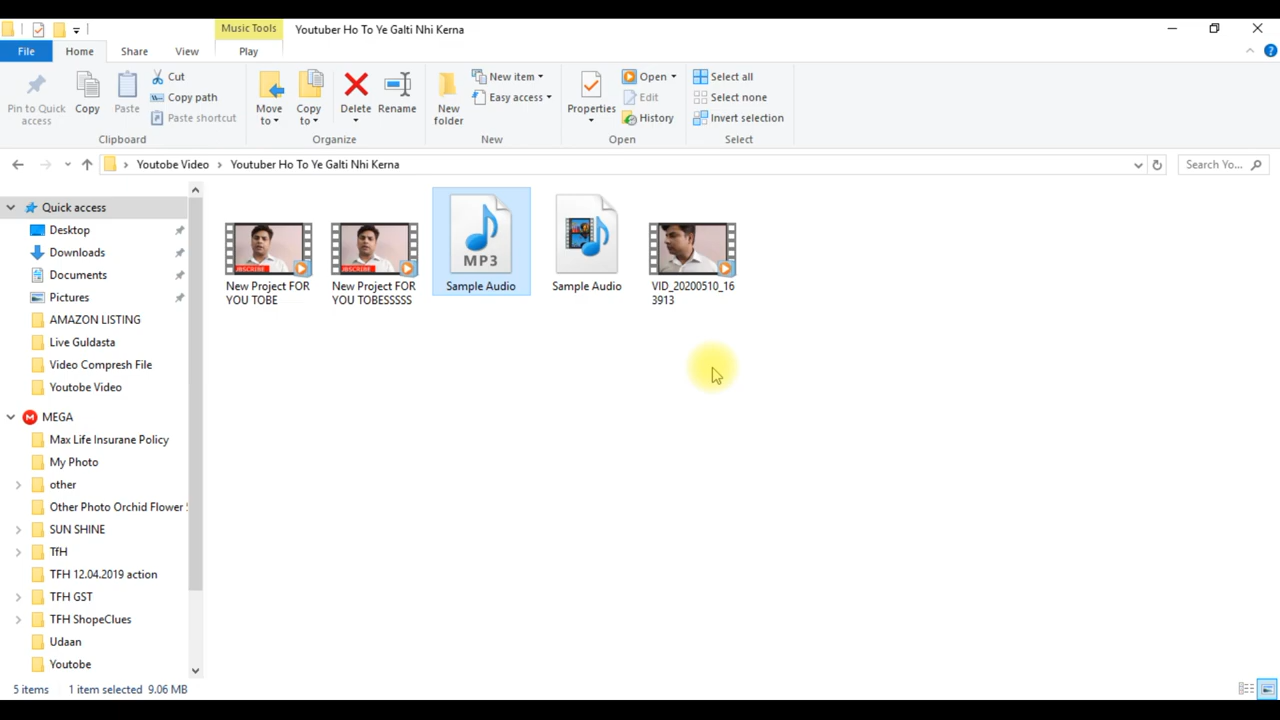 Music Tools
Youtuber Ho To Ye Galti Nhi Kerna
File
Home
Share
View
Play
Pin to Quick access
Copy
Paste
Cut
Copy path
Paste shortcut
Clipboard
Move to
Copy to
Delete
Rename
Organize
New folder
New item
Easy access
New
Properties
Open
Edit
History
Open
Select all
Select none
Invert selection
Select
Youtobe Video
Youtuber Ho To Ye Galti Nhi Kerna
Search Yo...
Quick access
Desktop
Downloads
Documents
Pictures
AMAZON LISTING
Live Guldasta
Video Compresh File
Youtobe Video
MEGA
Max Life Insurane Policy
My Photo
other
Other Photo Orchid Flower
SUN SHINE
TfH
TFH 12.04.2019 action
TFH GST
TFH ShopeClues
Udaan
Youtobe
New Project FOR
YOU TOBE
New Project FOR
YOU TOBESSSSS
MP3
Sample Audio
Sample Audio
VID_20200510_16
3913
5 items
1 item selected 9.06 MB